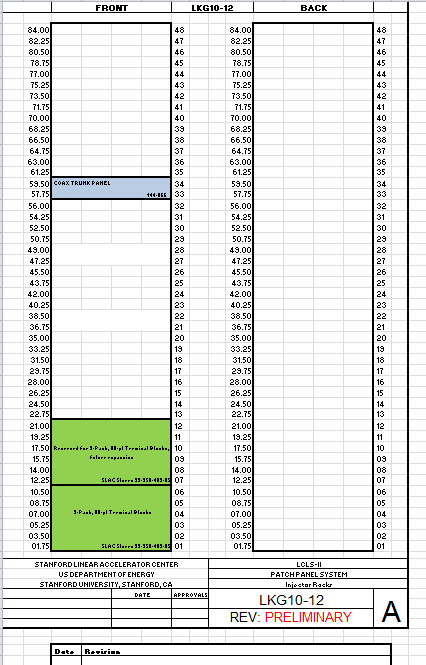 FRONT LKG10-12 BACK
84.00 48 84.00 48
82.25 47 82.25 47
80.50 46 80.50 46
78.75 45 78.75 45
77.00 44 77.00 44
75.25 43 75.25 43
73.50 42 73.50 42
71.75 41 71.75 41
70.00 40 70.00 40
68.25 39 68.25 39
66.50 38 66.50 38
64.75 37 64.75 37
63.00 36 63.00 36
61.25 35 61.25 35
59.50 COAX TRUNK PANEL 34 59.50 34
57.75 33 57.75 33
56.00 32 56.00 32
54.25 31 54.25 31
52.50 30 52.50 30
50.75 29 50.75 29
49.00 28 49.00 28
47.25 27 47.25 27
45.50 26 45.50 26
43.75 25 43.75 25
42.00 24 42.00 24
40.25 23 40.25 23
38.50 22 38.50 22
36.75 21 36.75 21
35.00 20 35.00 20
33.25 19 33.25 19
31.50 18 31.50 18
29.75 17 29.75 17
28.00 16 28.00 16
26.25 15 26.25 15
24.50 14 24.50 14
22.75 13 22.75 13
21.00 12 21.00 12
19.25 11 19.25 11
17.50 Reserved for 3-Pack, Terminal Blocks, 10 17.50 10
15.75 future expansion 09 15.75 09
14.00 08 14.00 08
12.25 SLAC Stores 07 12.25 07
10.50 06 10.50 06
08.75 05 08.75 05
07.00 3-Pack, Terminal Blocks 04 07.00 04
05.25 03 05.25 03
03.50 02 03.50 02
01.75 SLAC Stores 01 01.75 01
STANFORD LINEAR ACCELERATOR CENTER LCLS-II
US DEPARTMENT OF ENERGY PATCH PANEL SYSTEM
STANFORD UNIVERSITY, STANFORD, CA Injector Racks
DATE APPROVALS
LKG10-12
REV: PRELIMINARY
A
Date Revision